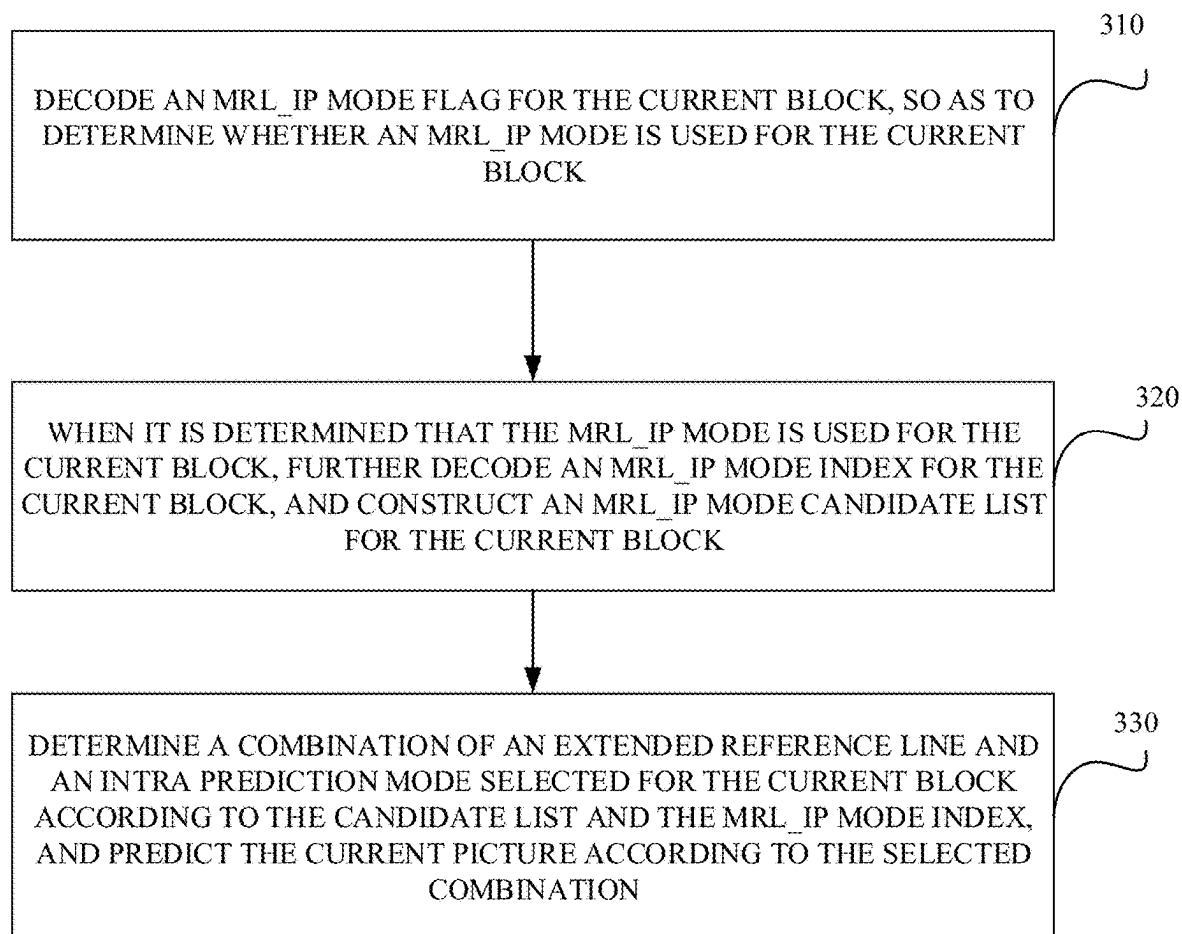 310
DECODE AN MRL_IP MODE FLAG FOR THE CURRENT BLOCK, SO AS TO
DETERMINE WHETHER AN MRL_IP MODE IS USED FOR THE CURRENT
BLOCK
320
WHEN IT IS DETERMINED THAT THE MRL_IP MODE IS USED FOR THE
CURRENT BLOCK, FURTHER DECODE AN MRL_IP MODE INDEX FOR THE
CURRENT BLOCK, AND CONSTRUCT AN MRL_IP MODE CANDIDATE LIST
FOR THE CURRENT BLOCK
330
DETERMINE A COMBINATION OF AN EXTENDED REFERENCE LINE AND
AN INTRA PREDICTION MODE SELECTED FOR THE CURRENT BLOCK
ACCORDING TO THE CANDIDATE LIST AND THE MRL_IP MODE INDEX,
AND PREDICT THE CURRENT PICTURE ACCORDING TO THE SELECTED
COMBINATION